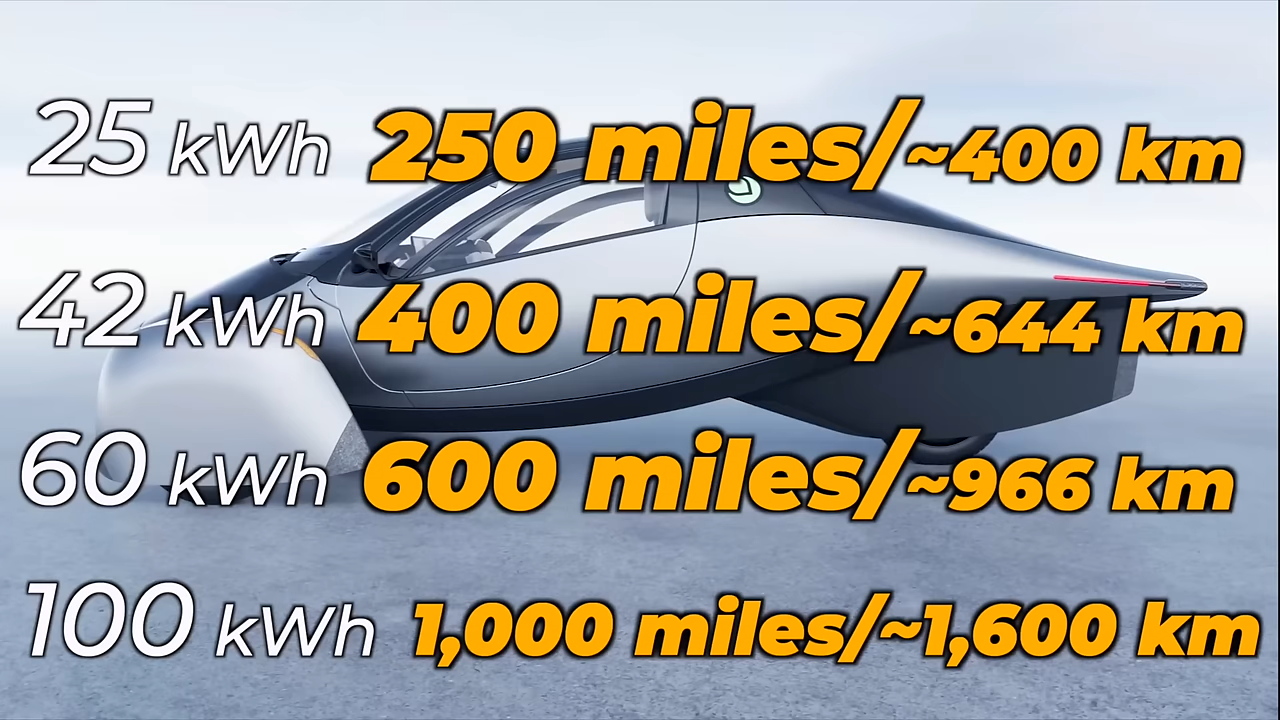 25 kWh 250 miles/~400 km
42 kWh 400 miles/~644 km
60 kWh 600 miles/~966 km
100 kWh 1,000 miles/~1,600 km